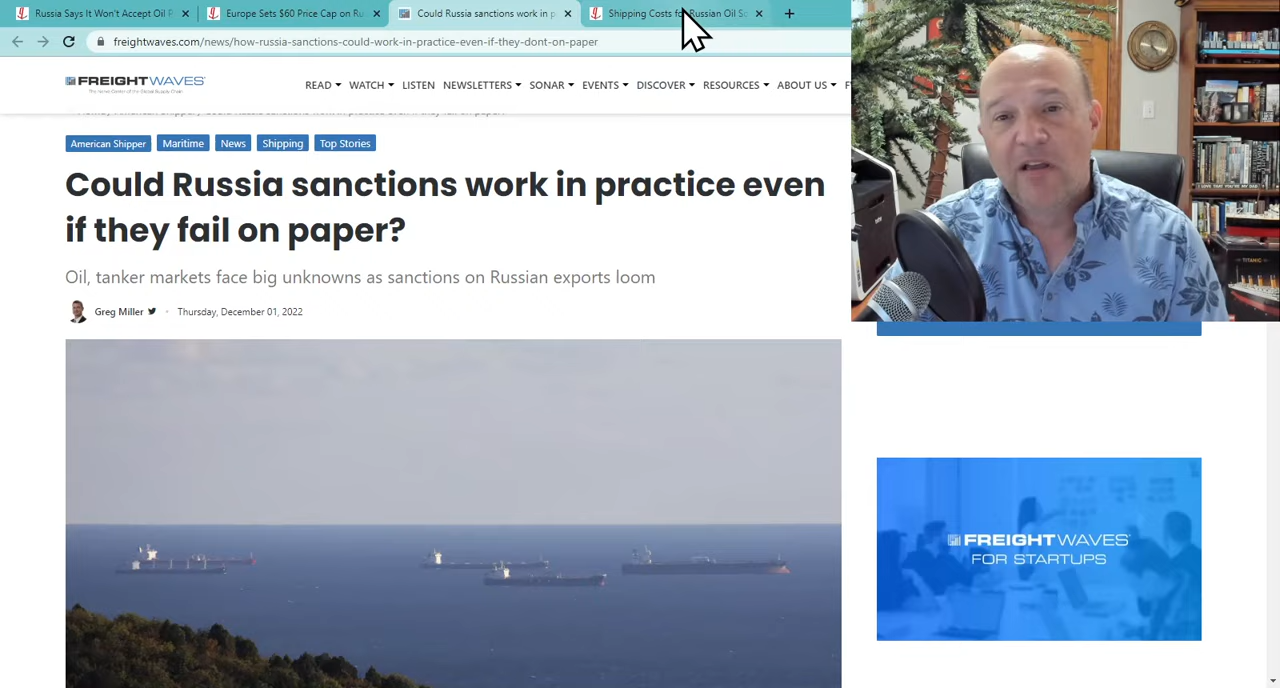 Russia Says It Won't Accept Oil P
Europe Sets $60 Price Cap on Ru
Could Russia sanctions work in p
Shipping Costs f Russian Oil So
freightwaves.com/news/how-russia-sanctions-could-work-in-practice-even-if-they-dont-on-paper
FREIGHTWAVES
READ WATCH LISTEN NEWSLETTERS SONAR EVENTS DISCOVER RESOURCES ABOUT US F
American Shipper Maritime News Shipping Top Stories
Could Russia sanctions work in practice even
if they fail on paper?
Oil, tanker markets face big unknowns as sanctions on Russian exports loom
Greg Miller · Thursday, December 01, 2022
TITANIC
FREIGHTWAVES
FOR STARTUPS